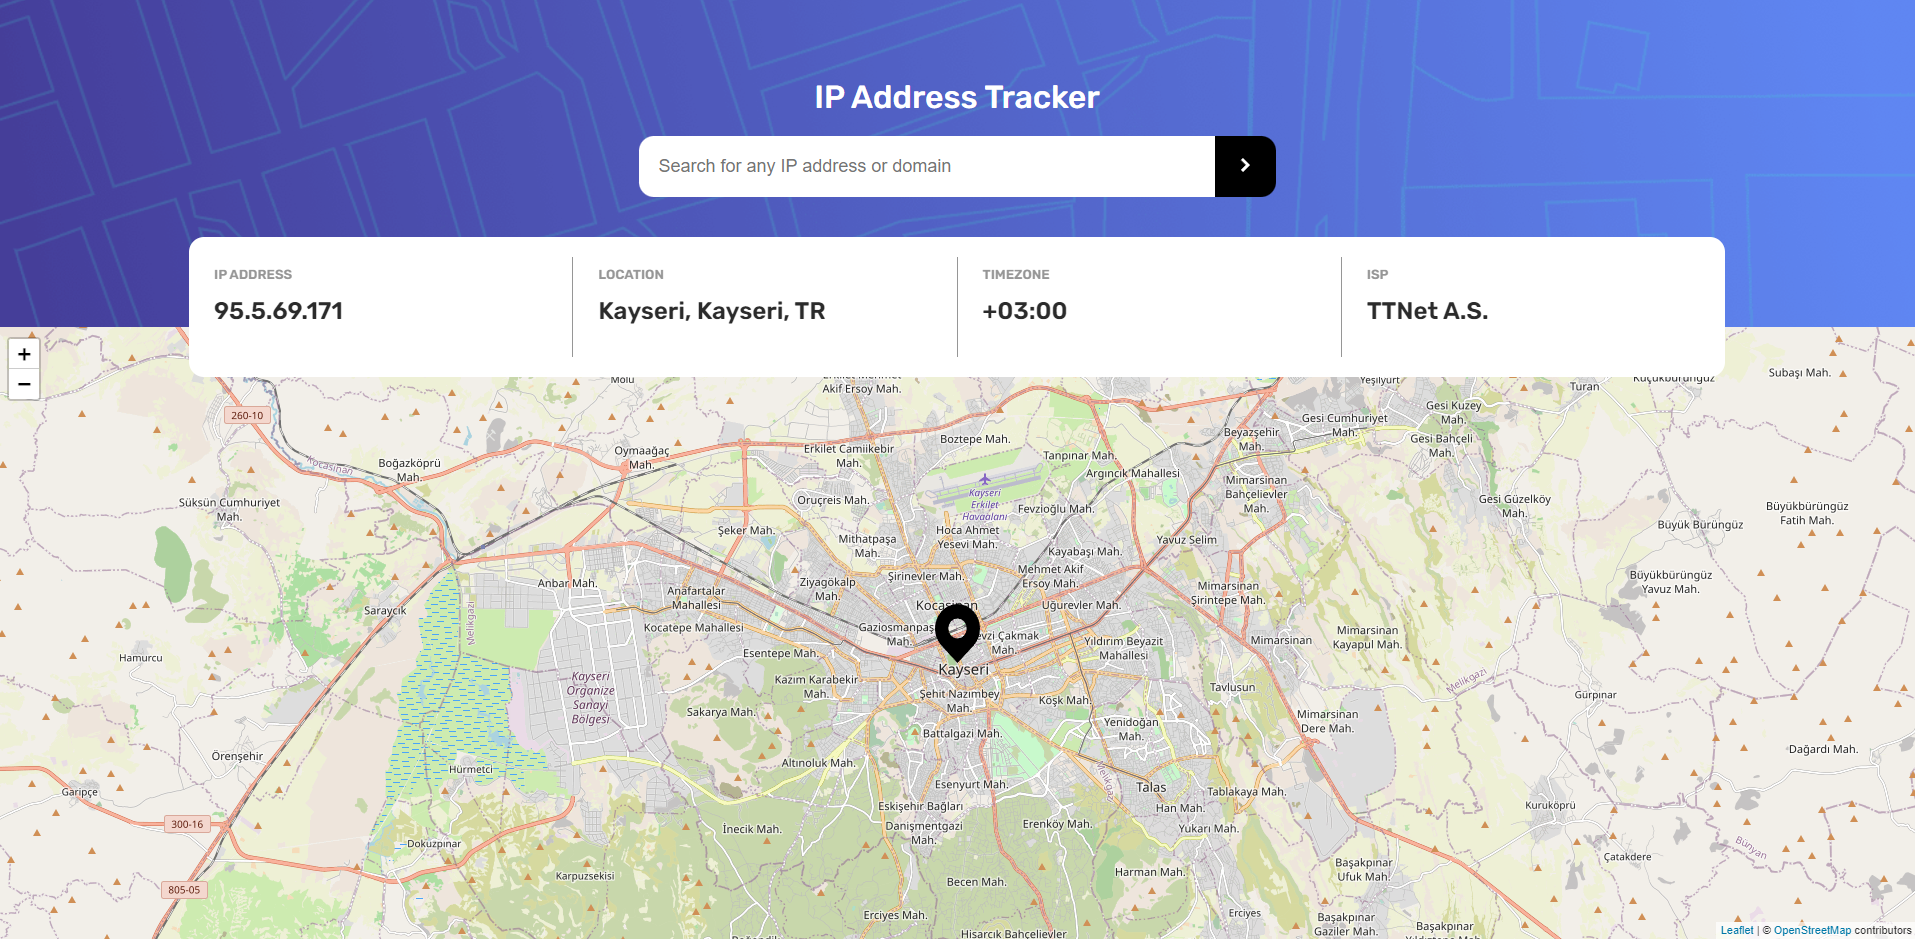 IP Address Tracker
Search for any IP address or domain
IP ADDRESS
95.5.69.171
LOCATION
Kayseri, Kayseri, TR
TIMEZONE
+03:00
ISP
TTNet A.S.
+
−
Molu
Akif Ersoy Mah.
Yeşilyurt
Turan
Küçükbürüngüz
Subaşı Mah.
260-10
Gesi Kuzey
Mah.
Gesi Cumhuriyet
Mah.
Beyazşehir
Mah.
Gesi Bahçeli
Mah.
Boztepe Mah.
Erkilet Camiikebir
Mah.
Oymaağaç
Mah.
Tanpınar Mah.
Kocasinan
Boğazköprü
Mah.
Argıncık Mahallesi
Mimarsinan
Bahçelievler
Mah.
Kayseri
Erkilet
Havaalanı
Oruçreis Mah.
Süksün Cumhuriyet
Mah.
Fevzioğlu Mah.
Gesi Güzelköy
Mah.
Büyükbürüngüz
Fatih Mah.
Büyük Bürüngüz
Şeker Mah.
Hoca Ahmet
Yesevi Mah.
Mithatpaşa
Mah.
Yavuz Selim
Kayabaşı Mah.
Mehmet Akif
Ersoy Mah.
Şirinevler Mah.
Anbar Mah.
Ziyagökalp
Mah.
Anafartalar
Mahallesi
Mimarsinan
Şirintepe Mah.
Büyükbürüngüz
Yavuz Mah.
Saraycık
Melikgazi
Uğurevler Mah.
Kocatepe Mahallesi
Mah.
Mah.
Yıldırım Beyazit
Mahallesi
Mimarsinan
Mimarsinan
Kayapul Mah.
Hamurcu
Esentepe Mah.
Kayseri
Kazım Karabekir
Mah.
Kayseri
Organize
Sanayi
Bölgesi
Melikgazi
Tavlusun
Gürpınar
Şehit Nazımbey
Mah.
Köşk Mah.
Sakarya Mah.
Mimarsinan
Dere Mah.
Yenidoğan
Mah.
Battalgazi Mah.
Örenşehir
Dağardı Mah.
Altınoluk Mah.
Hürmetci
Melikgazi
Esenyurt Mah.
Talas
Garipçe
Tablakaya Mah.
Eskişehir Bağları
Han Mah.
Kuruköprü
300-16
Danişmentgazi
Mah.
Erenköy Mah.
Yukarı Mah.
İnecik Mah.
Dokuzpınar
Bünyan
Çatakdere
Başakpınar
Ufuk Mah.
Karpuzsekisi
Harman Mah.
Becen Mah.
805-05
Erciyes Mah.
Erciyes
Başakpınar
Gaziler Mah.
Başakpınar
Hisarcık Bahçelievler
Leaflet | © OpenStreetMap contributors